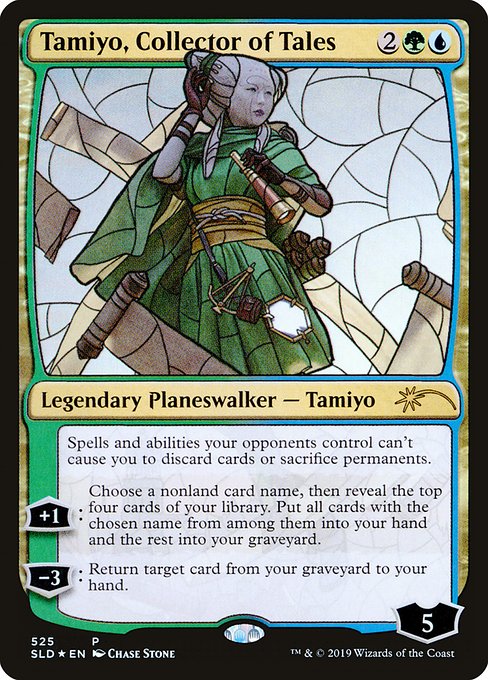 Tamiyo, Collector of Tales 2
Legendary Planeswalker — Tamiyo
Spells and abilities your opponents control can't
cause you to discard cards or sacrifice permanents.
+1: Choose a nonland card name, then reveal the top
four cards of your library. Put all cards with the
chosen name from among them into your hand
and the rest into your graveyard.
-3: Return target card from your graveyard to your
hand.
5
525 P
SLD ★ EN Chase Stone
™ & © 2019 Wizards of the Coast